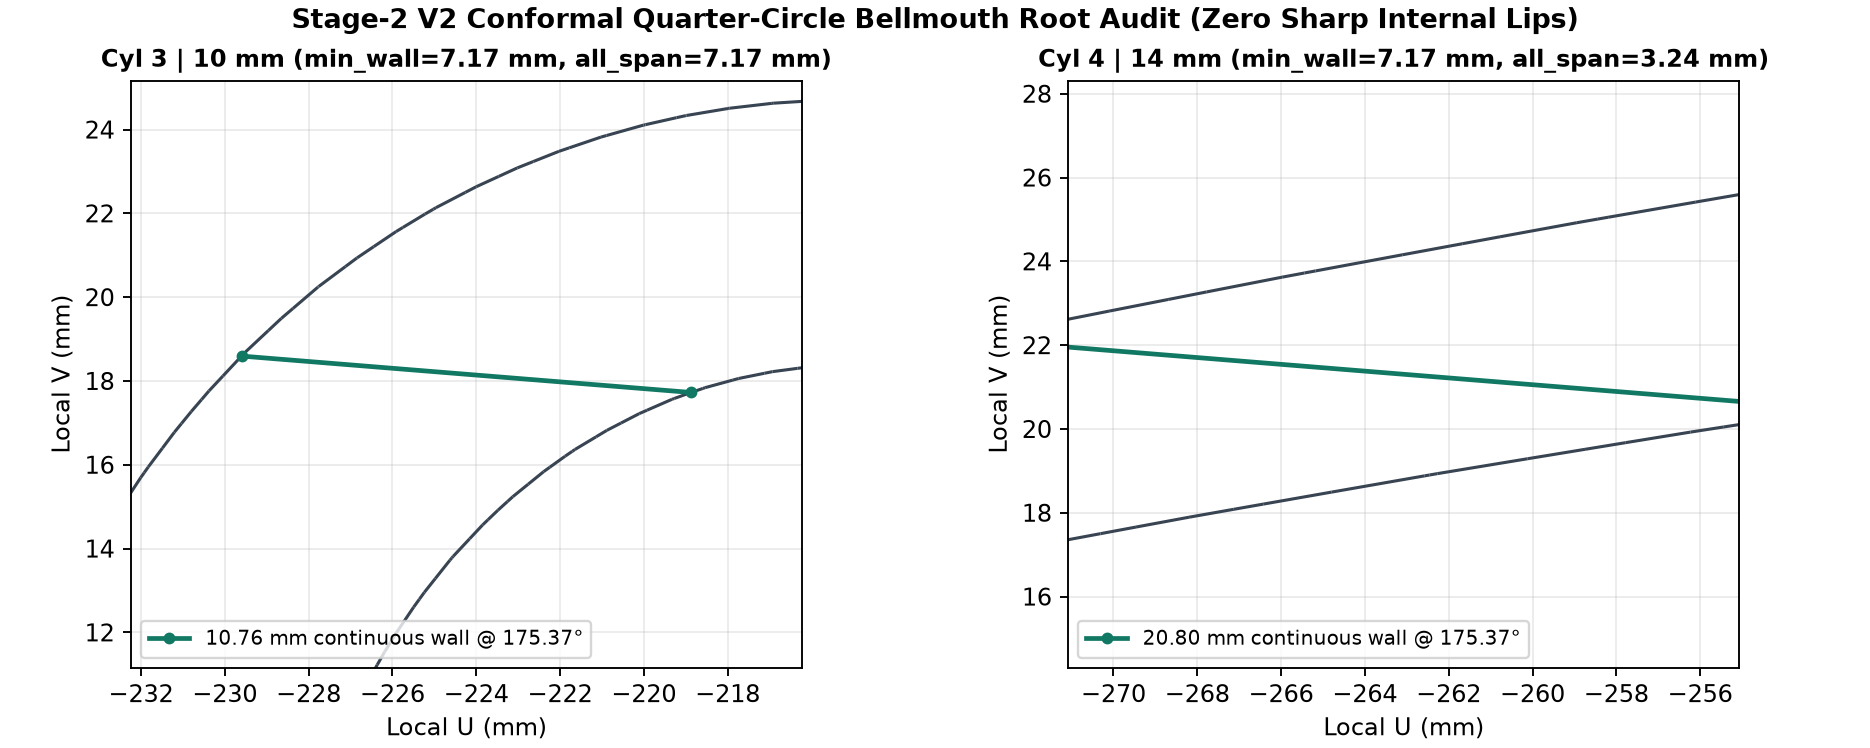 Stage-2 V2 Conformal Quarter-Circle Bellmouth Root Audit (Zero Sharp Internal Lips)
Cyl 3 | 10 mm (min_wall=7.17 mm, all_span=7.17 mm)
24
22
20
18
16
14
12
Local V (mm)
10.76 mm continuous wall @ 175.37°
−232 −230 −228 −226 −224 −222 −220 −218
Local U (mm)
Cyl 4 | 14 mm (min_wall=7.17 mm, all_span=3.24 mm)
28
26
24
22
20
18
16
Local V (mm)
20.80 mm continuous wall @ 175.37°
−270 −268 −266 −264 −262 −260 −258 −256
Local U (mm)